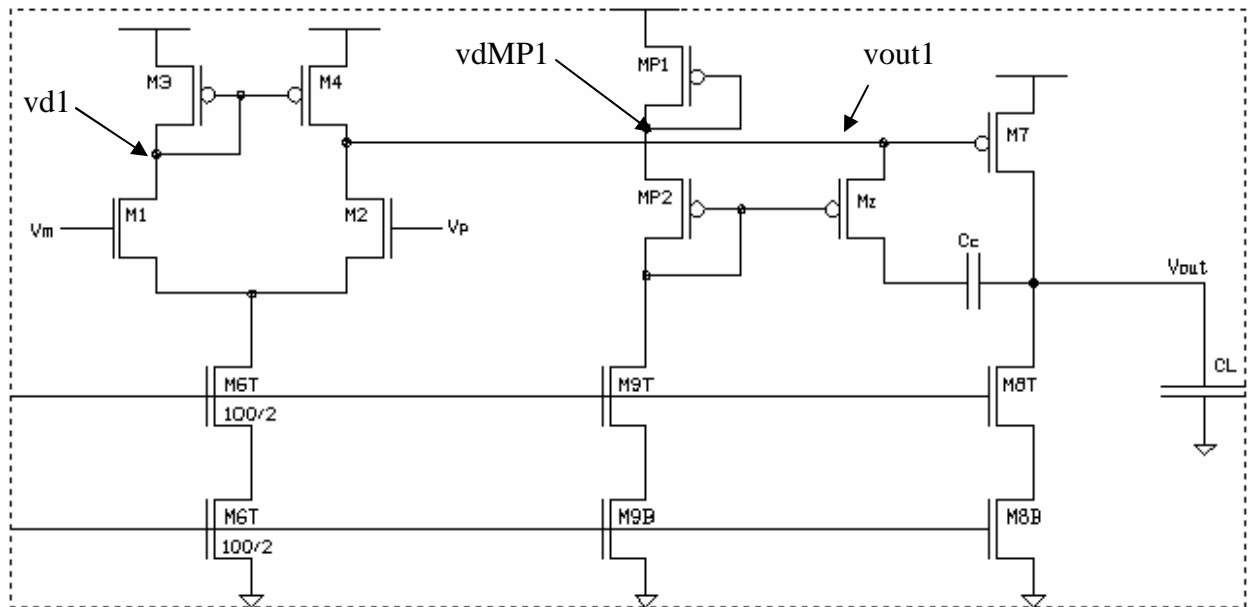 vdMP1
vout1
vd1
M3
M4
MP1
M7
M1
M2
MP2
Mz
Vm
Vp
Cc
Vout
CL
M6T
100/2
M9T
M8T
M6T
100/2
M9B
M8B